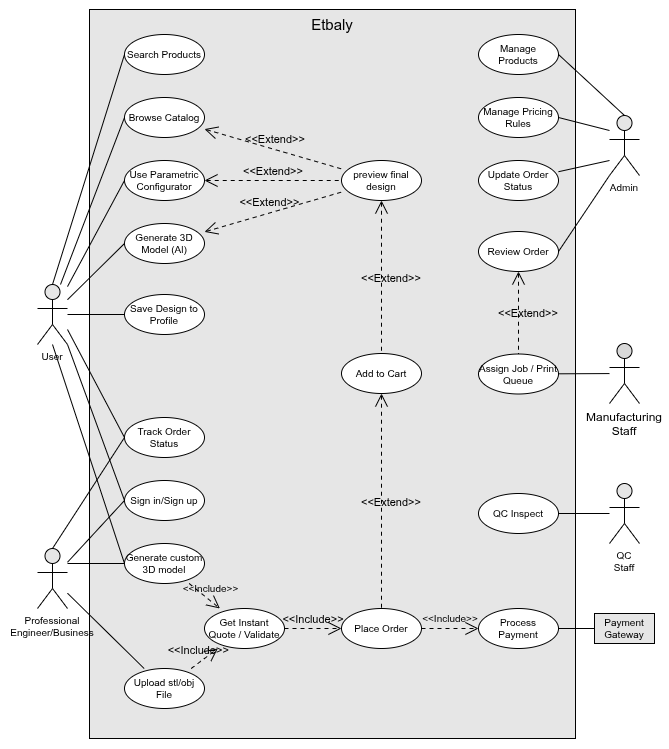 Etbaly
Search Products
Manage
Products
Browse Catalog
Manage Pricing
Rules
<<Extend>>
Use Parametric
Configurator
<<Extend>>
preview final
design
Update Order
Status
Admin
<<Extend>>
Generate 3D
Model (AI)
Review Order
<<Extend>>
Save Design to
Profile
<<Extend>>
User
Add to Cart
Assign Job / Print
Queue
Manufacturing
Staff
Track Order
Status
Sign in/Sign up
<<Extend>>
QC Inspect
QC
Staff
Generate custom
3D model
<<Include>>
Professional
Engineer/Business
Get Instant
Quote / Validate
<<Include>>
Place Order
<<Include>>
Process
Payment
Payment
Gateway
<<Include>>
Upload stl/obj
File